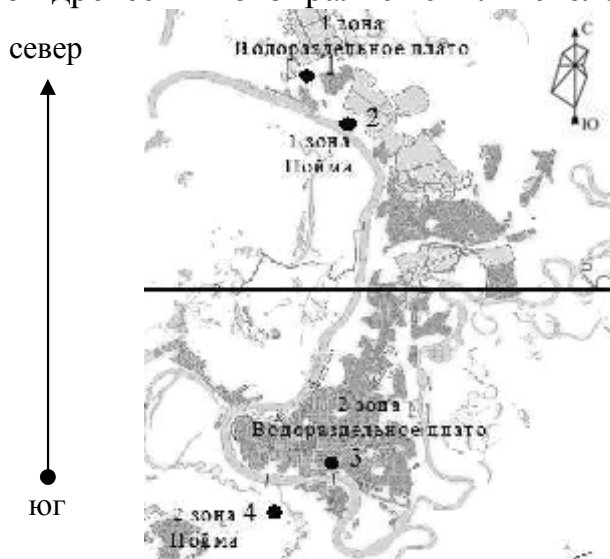 север
1 зона
Водораздельное плато
1
С
2
Ю
1 зона
Пойма
2 зона
Водораздельное плато
3
4
2 зона
Пойма
юг